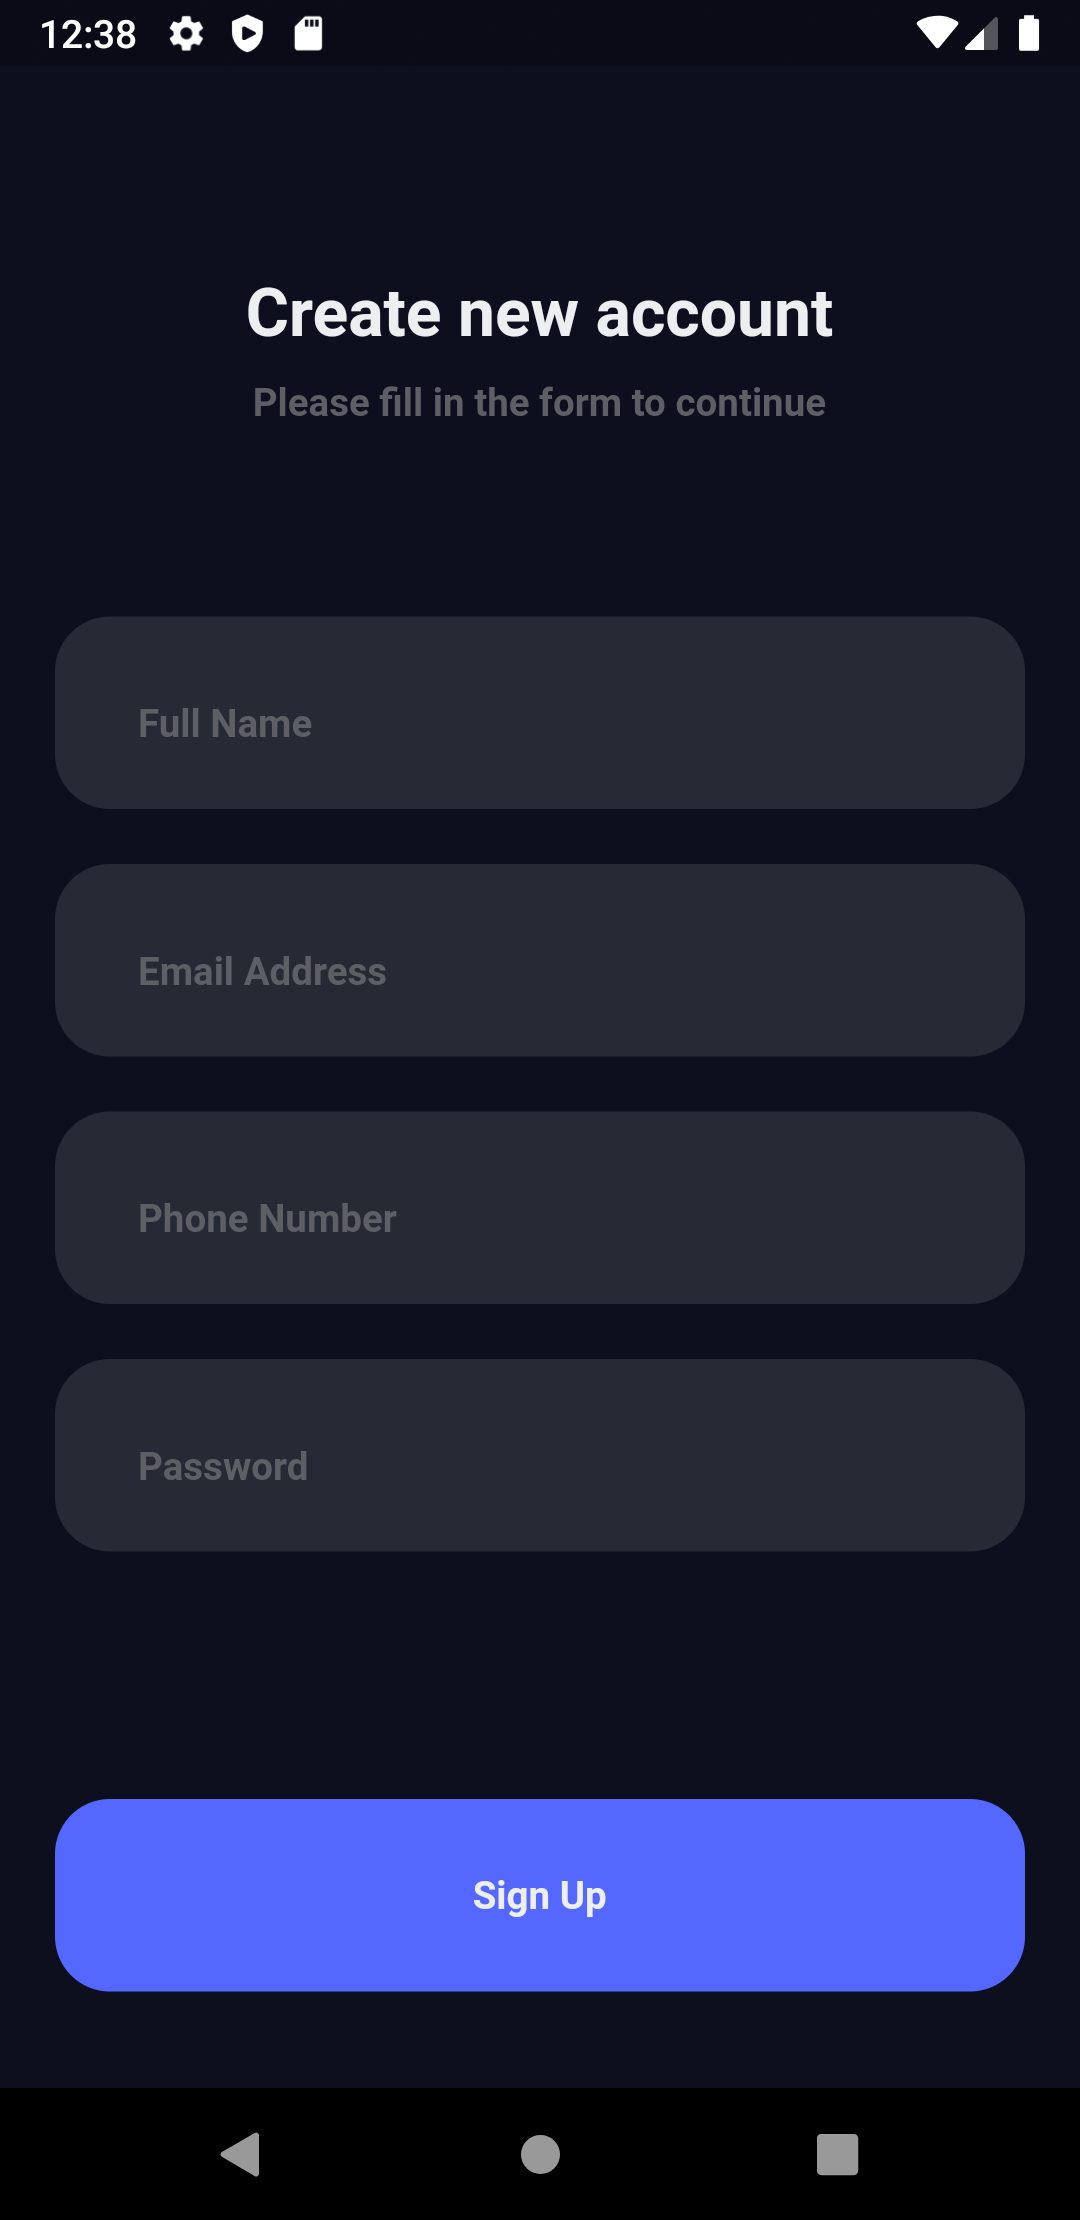 12:38
Create new account
Please fill in the form to continue
Full Name
Email Address
Phone Number
Password
Sign Up